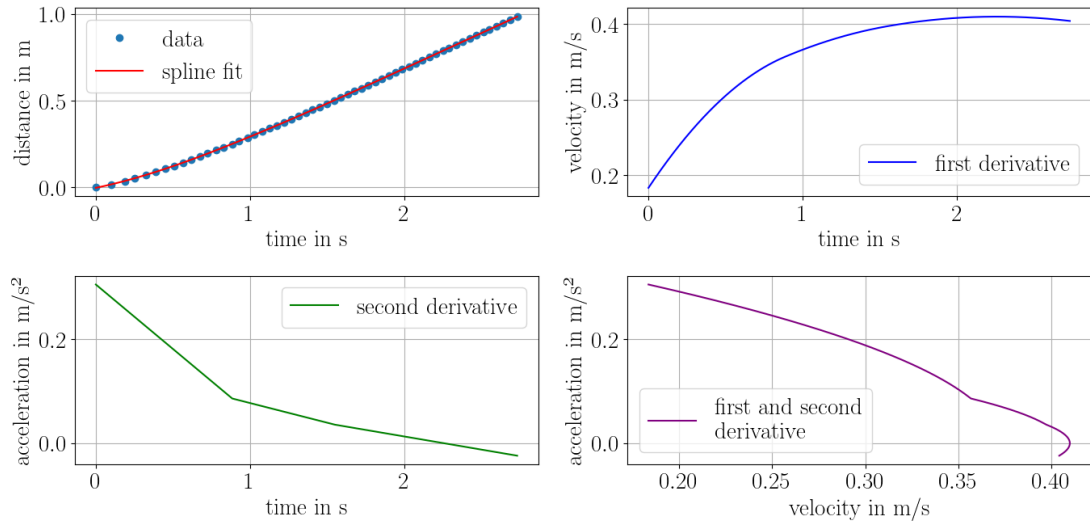 1.0
0.5
0.0
distance in m
data
spline fit
0
1
2
time in s
0.4
0.3
0.2
velocity in m/s
first derivative
0
1
2
time in s
0.2
0.0
acceleration in m/s²
second derivative
0
1
2
time in s
0.2
0.0
acceleration in m/s²
first and second
derivative
0.20
0.25
0.30
0.35
0.40
velocity in m/s